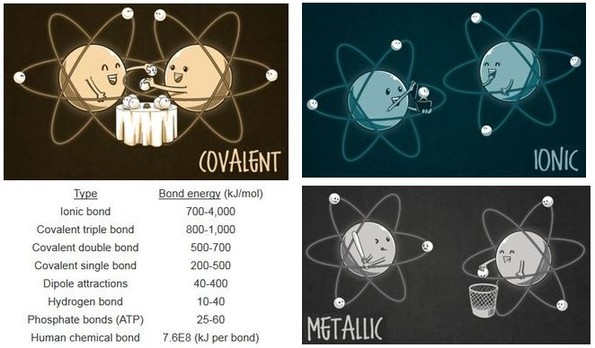 COVALENT
IONIC
METALLIC
Type Bond energy (kJ/mol)
Ionic bond 700-4,000
Covalent triple bond 800-1,000
Covalent double bond 500-700
Covalent single bond 200-500
Dipole attractions 40-400
Hydrogen bond 10-40
Phosphate bonds (ATP) 25-60
Human chemical bond 7.6E8 (kJ per bond)